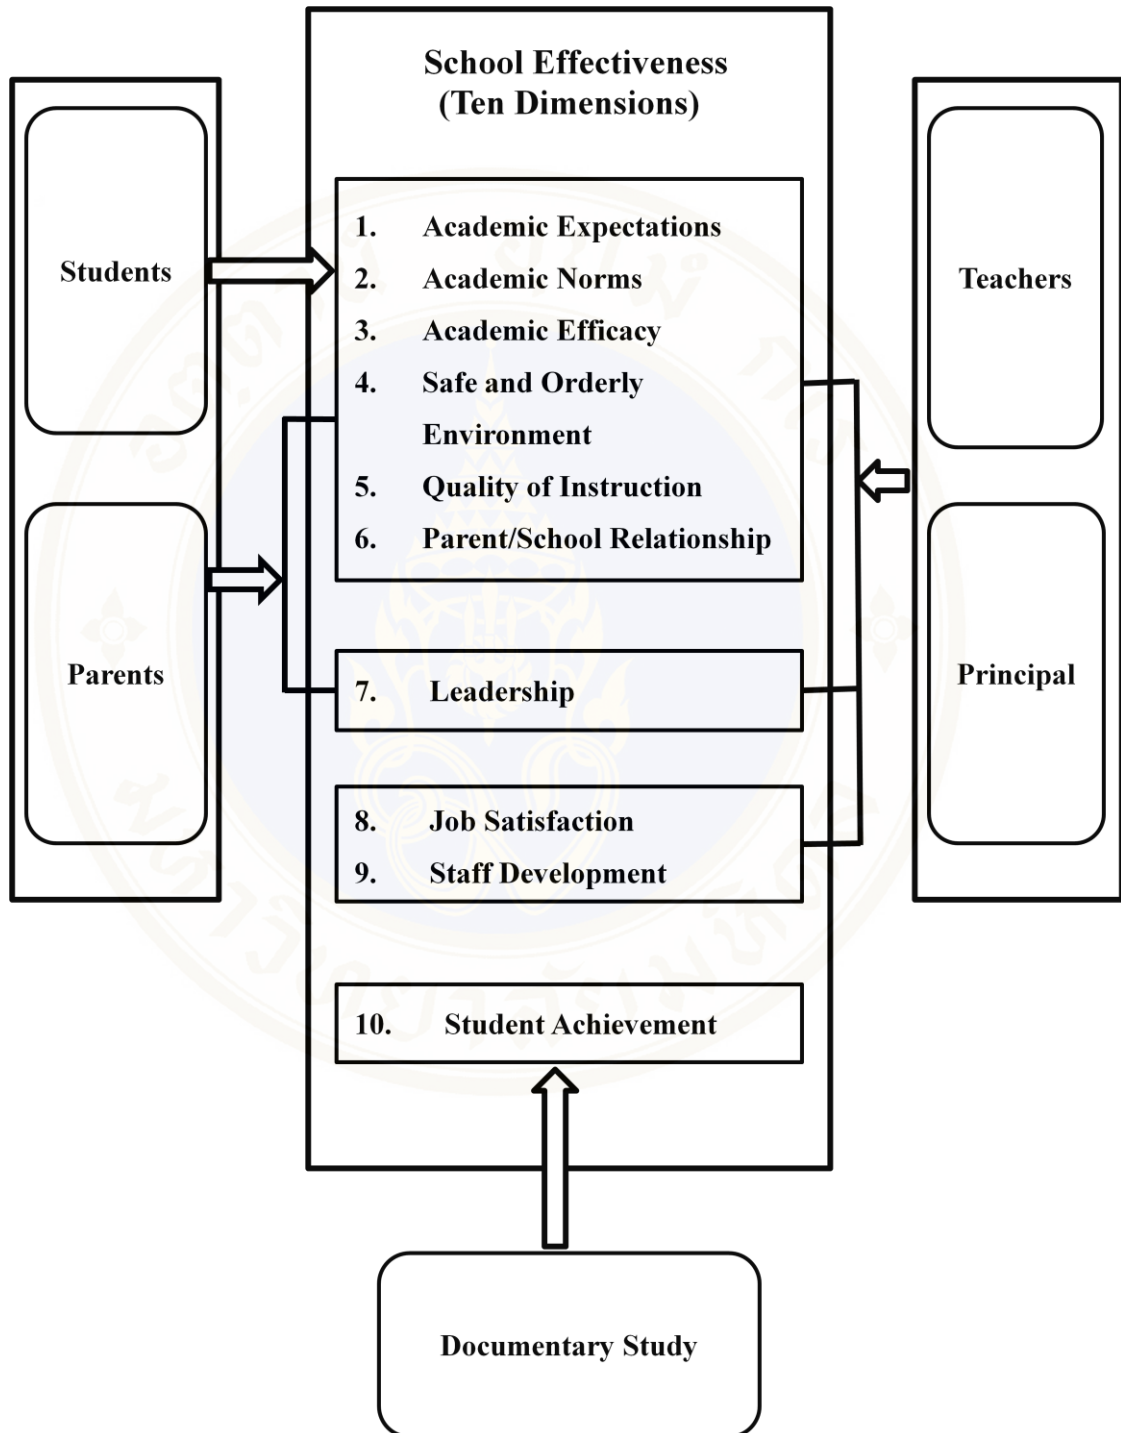 School Effectiveness
(Ten Dimensions)
Students
Parents
1. Academic Expectations
2. Academic Norms
3. Academic Efficacy
4. Safe and Orderly
Environment
5. Quality of Instruction
6. Parent/School Relationship
7. Leadership
8. Job Satisfaction
9. Staff Development
10. Student Achievement
Teachers
Principal
Documentary Study